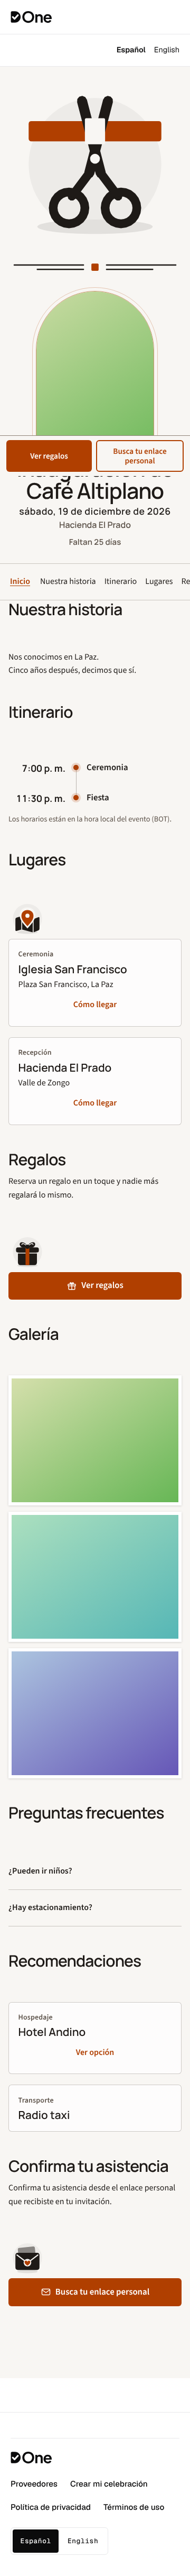 One
Español English
Ver regalos
Busca tu enlace
personal
Café Altiplano
sábado, 19 de diciembre de 2026
Hacienda El Prado
Faltan 25 días
Inicio Nuestra historia Itinerario Lugares Re
Nuestra historia
Nos conocimos en La Paz.
Cinco años después, decimos que sí.
Itinerario
7:00 p. m. Ceremonia
11:30 p. m. Fiesta
Los horarios están en la hora local del evento (BOT).
Lugares
Ceremonia
Iglesia San Francisco
Plaza San Francisco, La Paz
Cómo llegar
Recepción
Hacienda El Prado
Valle de Zongo
Cómo llegar
Regalos
Reserva un regalo en un toque y nadie más
regalará lo mismo.
Ver regalos
Galería
Preguntas frecuentes
¿Pueden ir niños?
¿Hay estacionamiento?
Recomendaciones
Hospedaje
Hotel Andino
Ver opción
Transporte
Radio taxi
Confirma tu asistencia
Confirma tu asistencia desde el enlace personal
que recibiste en tu invitación.
Busca tu enlace personal
One
Proveedores Crear mi celebración
Política de privacidad Términos de uso
Español English